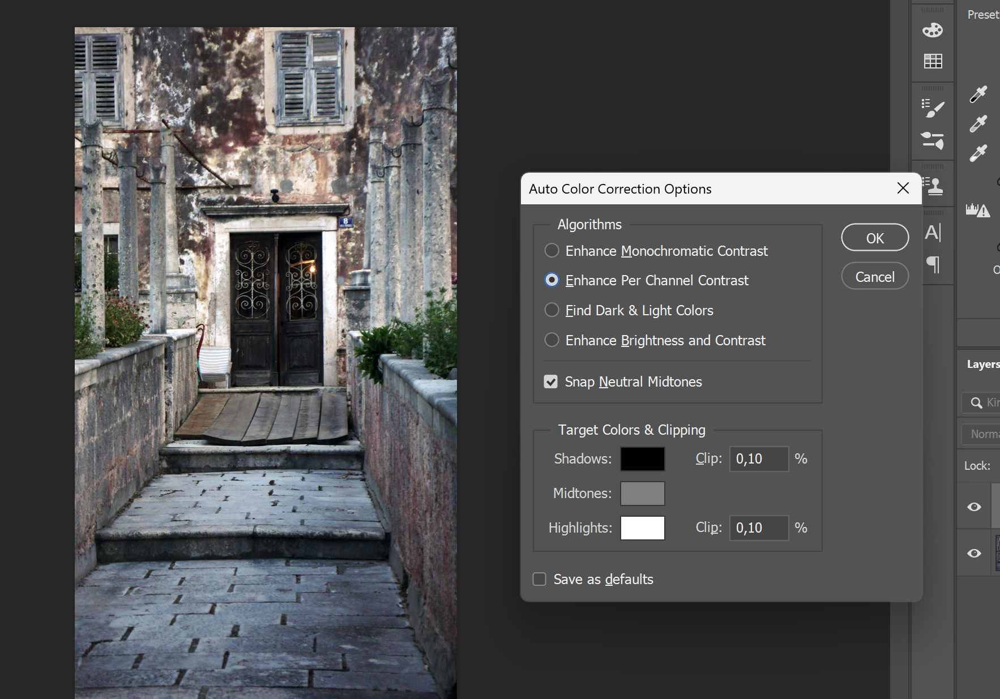 Preset
Auto Color Correction Options
Algorithms
Enhance Monochromatic Contrast
Enhance Per Channel Contrast
Find Dark & Light Colors
Enhance Brightness and Contrast
Snap Neutral Midtones
OK
Cancel
Target Colors & Clipping
Shadows:
Clip: 0,10 %
Midtones:
Highlights:
Clip: 0,10 %
Save as defaults
Layers
Kin
Norma
Lock:
8